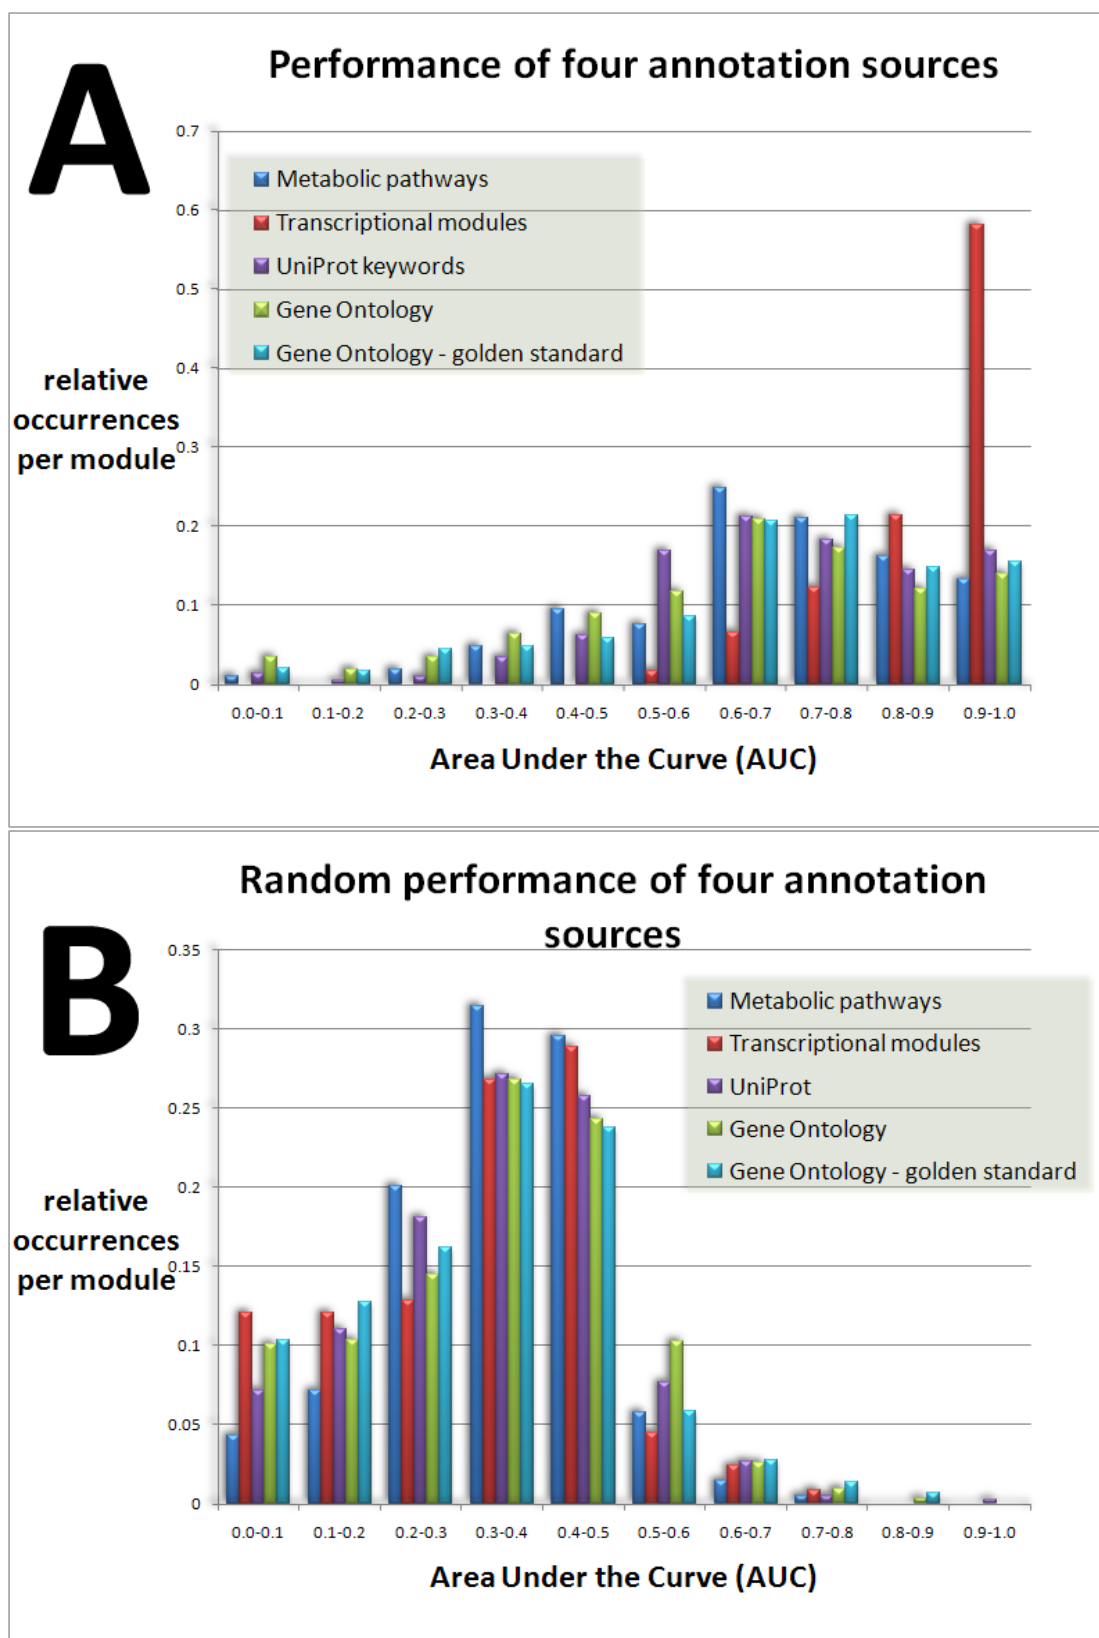 A
Performance of four annotation sources
0.7
0.6
0.5
0.4
0.3
0.2
0.1
0
Metabolic pathways
Transcriptional modules
UniProt keywords
Gene Ontology
Gene Ontology - golden standard
relative
occurrences
per module
0.0-0.1 0.1-0.2 0.2-0.3 0.3-0.4 0.4-0.5 0.5-0.6 0.6-0.7 0.7-0.8 0.8-0.9 0.9-1.0
Area Under the Curve (AUC)
B
Random performance of four annotation
sources
0.35
0.3
0.25
0.2
0.15
0.1
0.05
0
Metabolic pathways
Transcriptional modules
UniProt
Gene Ontology
Gene Ontology - golden standard
relative
occurrences
per module
0.0-0.1 0.1-0.2 0.2-0.3 0.3-0.4 0.4-0.5 0.5-0.6 0.6-0.7 0.7-0.8 0.8-0.9 0.9-1.0
Area Under the Curve (AUC)